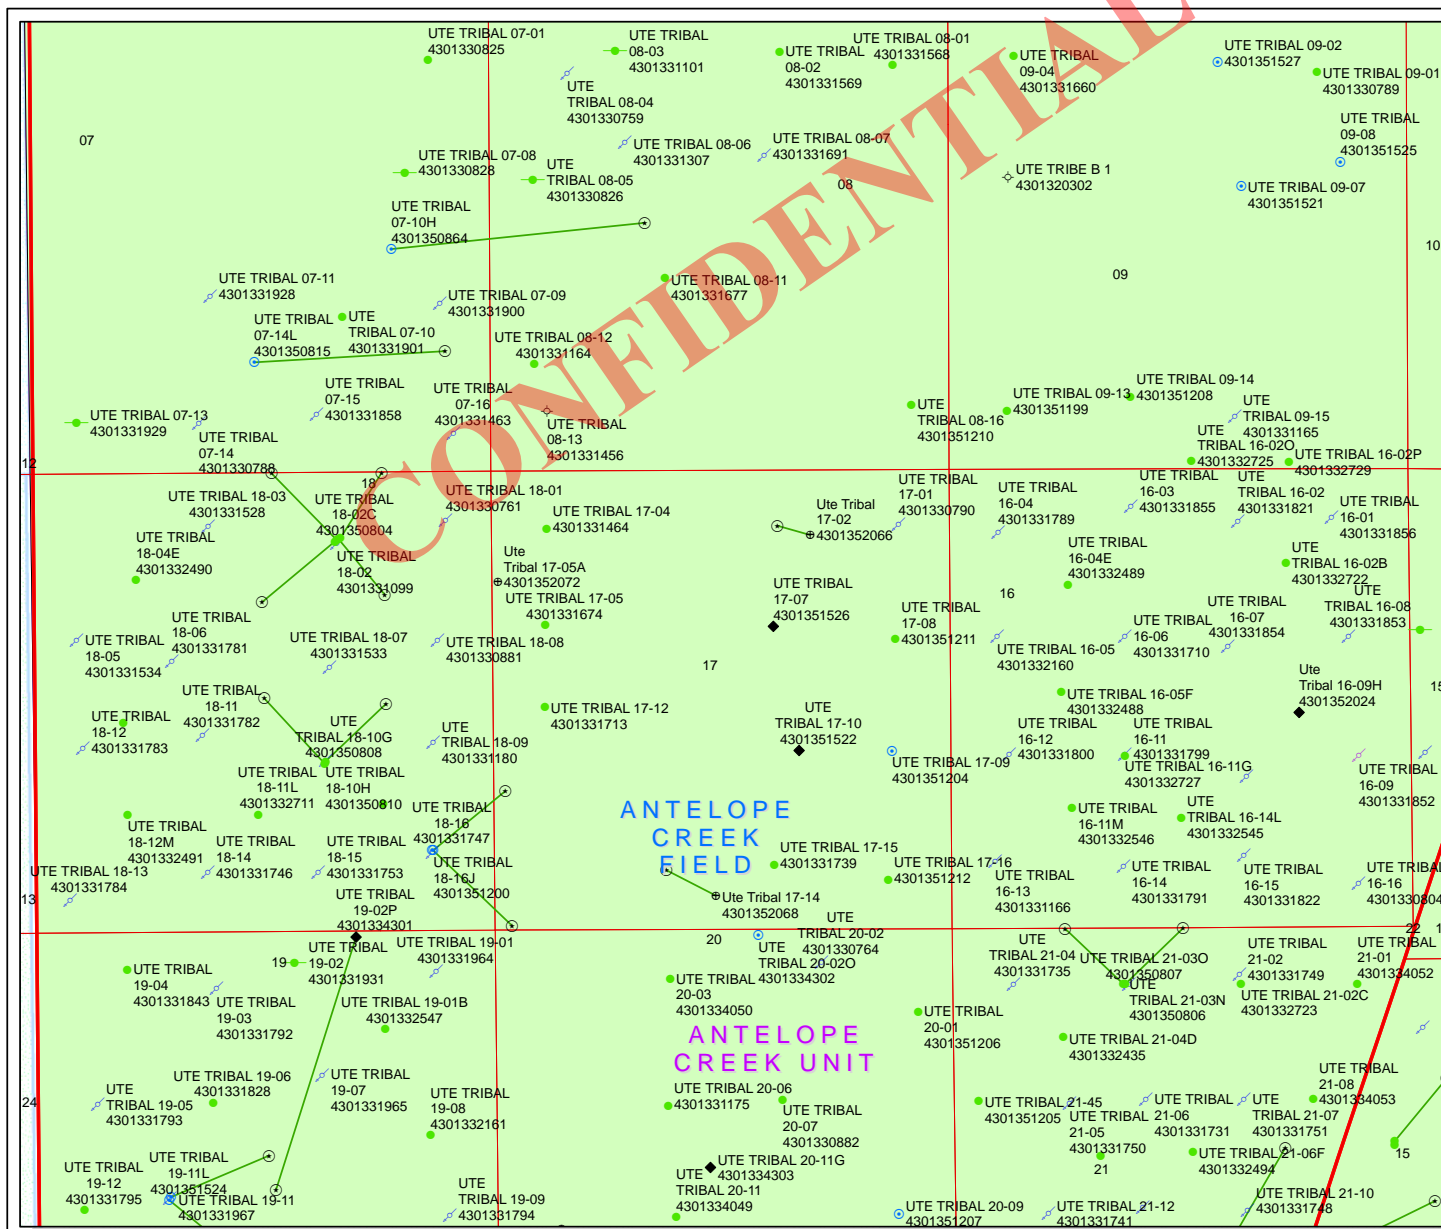 UTE TRIBAL 07-01
4301330825
UTE TRIBAL
08-03
4301331101
UTE
TRIBAL 08-04
4301330759
UTE TRIBAL
08-02
4301331569
UTE TRIBAL 08-01
4301331568
UTE TRIBAL
09-04
4301331660
UTE TRIBAL 09-02
4301351527
UTE TRIBAL 09-01
4301330789
UTE TRIBAL
09-08
4301351525
07
UTE TRIBAL 07-08
4301330828
UTE
TRIBAL 08-05
4301330826
UTE TRIBAL 08-06
4301331307
UTE TRIBAL 08-07
4301331691
08
UTE TRIBE B 1
4301320302
UTE TRIBAL 09-07
4301351521
UTE TRIBAL
07-10H
4301350864
10
09
UTE TRIBAL 07-11
4301331928
UTE TRIBAL 07-09
4301331900
UTE TRIBAL 08-11
4301331677
UTE TRIBAL
07-14L
4301350815
UTE
TRIBAL 07-10
4301331901
UTE TRIBAL 08-12
4301331164
CONFIDENTIAL
UTE TRIBAL
07-15
4301331858
UTE TRIBAL
07-16
4301331463
UTE TRIBAL 07-13
4301331929
UTE TRIBAL
07-14
4301330788
UTE TRIBAL
08-13
4301331456
UTE
TRIBAL 08-16
4301351210
UTE TRIBAL 09-13
4301351199
UTE TRIBAL 09-14
4301351208
UTE
TRIBAL 09-15
4301331165
UTE
TRIBAL 16-02O
4301332725
UTE TRIBAL 16-02P
4301332729
12
18
UTE TRIBAL 18-03
4301331528
UTE TRIBAL
18-02C
4301350804
UTE TRIBAL 18-01
4301330761
UTE TRIBAL 17-04
4301331464
Ute Tribal
17-02
4301352066
UTE TRIBAL
17-01
4301330790
UTE TRIBAL
16-04
4301331789
UTE TRIBAL
16-03
4301331855
UTE
TRIBAL 16-02
4301331821
UTE TRIBAL
16-01
4301331856
UTE TRIBAL
18-04E
4301332490
UTE TRIBAL
18-02
4301331099
Ute
Tribal 17-05A
4301352072
UTE TRIBAL 17-05
4301331674
UTE TRIBAL
17-07
4301351526
UTE TRIBAL
16-04E
4301332489
UTE
TRIBAL 16-02B
4301332722
16
UTE TRIBAL
18-05
4301331534
UTE TRIBAL
18-06
4301331781
UTE TRIBAL 18-07
4301331533
UTE TRIBAL 18-08
4301330881
UTE TRIBAL
17-08
4301351211
UTE TRIBAL 16-05
4301332160
UTE TRIBAL
16-06
4301331710
UTE TRIBAL
16-07
4301331854
UTE
TRIBAL 16-08
4301331853
17
Ute
Tribal 16-09H
4301352024
15
UTE TRIBAL
18-12
4301331783
UTE TRIBAL
18-11
4301331782
UTE
TRIBAL 18-10G
4301350808
UTE
TRIBAL 18-09
4301331180
UTE TRIBAL 17-12
4301331713
UTE
TRIBAL 17-10
4301351522
UTE TRIBAL 17-09
4301351204
UTE TRIBAL 16-05F
4301332488
UTE TRIBAL
16-12
4301331800
UTE TRIBAL
16-11
4301331799
UTE TRIBAL 16-11G
4301332727
UTE TRIBAL
16-09
4301331852
UTE TRIBAL
18-11L
4301332711
UTE TRIBAL
18-10H
4301350810
UTE TRIBAL
18-16
4301331747
ANTELOPE
CREEK
FIELD
UTE TRIBAL
16-11M
4301332546
UTE
TRIBAL 16-14L
4301332545
UTE TRIBAL
18-12M
4301332491
UTE TRIBAL
18-14
4301331746
UTE TRIBAL
18-15
4301331753
UTE TRIBAL
18-16J
4301351200
UTE TRIBAL 17-15
4301331739
UTE TRIBAL 17-16
4301351212
UTE TRIBAL
16-13
4301331166
UTE TRIBAL
16-14
4301331791
UTE TRIBAL
16-15
4301331822
UTE TRIBAL
16-16
4301330804
UTE TRIBAL 18-13
4301331784
13
UTE TRIBAL
19-02P
4301334301
Ute Tribal 17-14
4301352068
22
1
19
UTE TRIBAL
19-02
4301331931
UTE TRIBAL 19-01
4301331964
20
UTE
TRIBAL 20-02
4301330764
UTE
TRIBAL 20-02O
4301334302
UTE
TRIBAL 21-04
4301331735
UTE TRIBAL 21-03O
4301350807
UTE
TRIBAL 21-03N
4301350806
UTE TRIBAL
21-02
4301331749
UTE TRIBAL
21-01
4301334052
UTE TRIBAL 21-02C
4301332723
UTE TRIBAL
19-04
4301331843
UTE TRIBAL
19-03
4301331792
UTE TRIBAL 19-01B
4301332547
UTE TRIBAL
20-03
4301334050
UTE TRIBAL
20-01
4301351206
ANTELOPE
CREEK UNIT
UTE TRIBAL 21-04D
4301332435
24
UTE
TRIBAL 19-05
4301331793
UTE TRIBAL 19-06
4301331828
UTE TRIBAL
19-07
4301331965
UTE TRIBAL
19-08
4301332161
UTE TRIBAL 20-06
4301331175
UTE TRIBAL
20-07
4301330882
UTE TRIBAL 21-45
4301351205
UTE TRIBAL
21-05
4301331750
UTE TRIBAL
21-06
4301331731
UTE
TRIBAL 21-07
4301331751
UTE TRIBAL
21-08
4301334053
UTE TRIBAL 21-06F
4301332494
21
15
UTE TRIBAL
19-12
4301331795
UTE TRIBAL
19-11L
4301351524
UTE TRIBAL 19-11
4301331967
UTE
TRIBAL 19-09
4301331794
UTE TRIBAL 20-11G
4301334303
UTE
TRIBAL 20-11
4301334049
UTE TRIBAL 20-09
4301351207
UTE TRIBAL 21-12
4301331741
UTE TRIBAL 21-10
4301331748